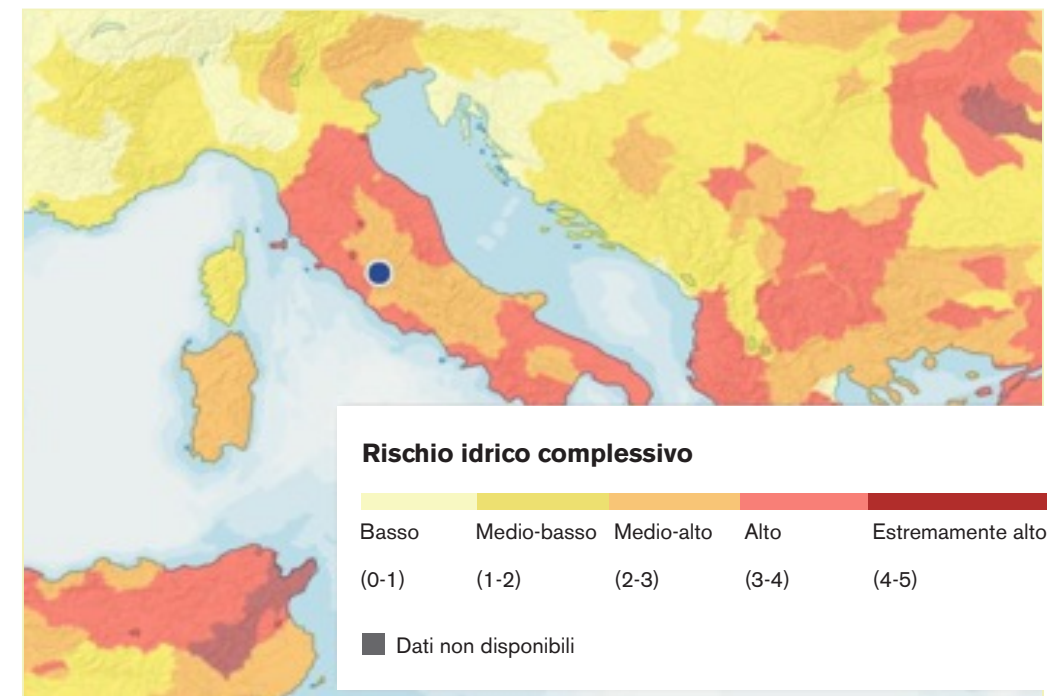 Rischio idrico complessivo
Basso Medio-basso Medio-alto Alto Estremamente alto
(0-1) (1-2) (2-3) (3-4) (4-5)
Dati non disponibili